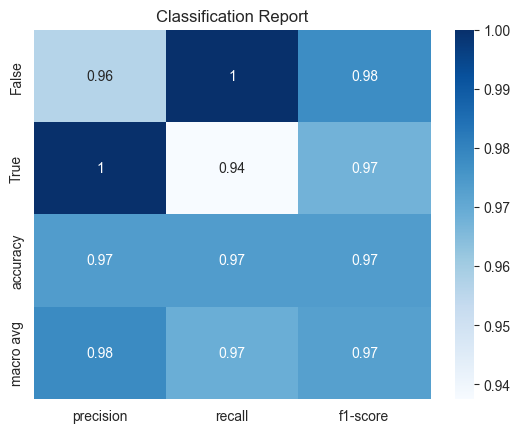 Classification Report
False 0.96 1 0.98
True 1 0.94 0.97
accuracy 0.97 0.97 0.97
macro avg 0.98 0.97 0.97
precision recall f1-score
1.00
0.99
0.98
0.97
0.96
0.95
0.94